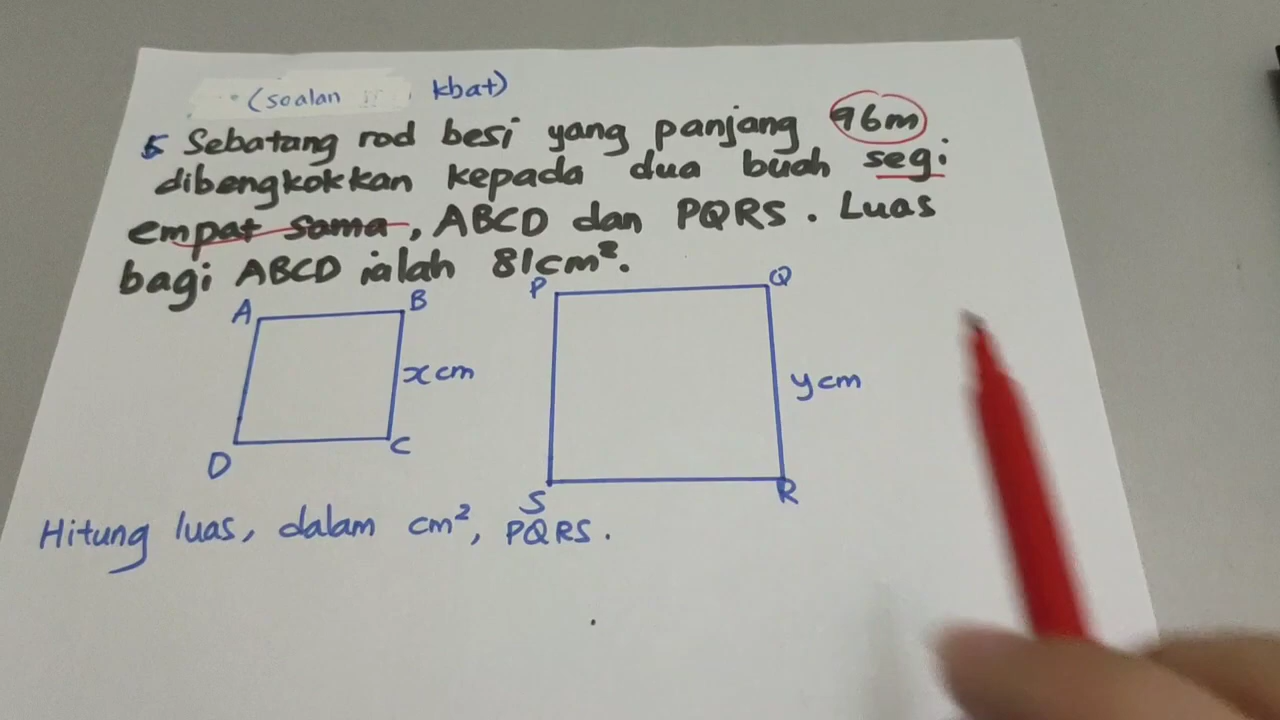 (soalan kbat)
5 Sebatang rod besi yang panjang 96m
dibengkokkan kepada dua buah segi
empat sama, ABCD dan PQRS. Luas
bagi ABCD ialah 81cm².
A B
P Q
x cm
y cm
D C
S R
Hitung luas, dalam cm², PQRS.